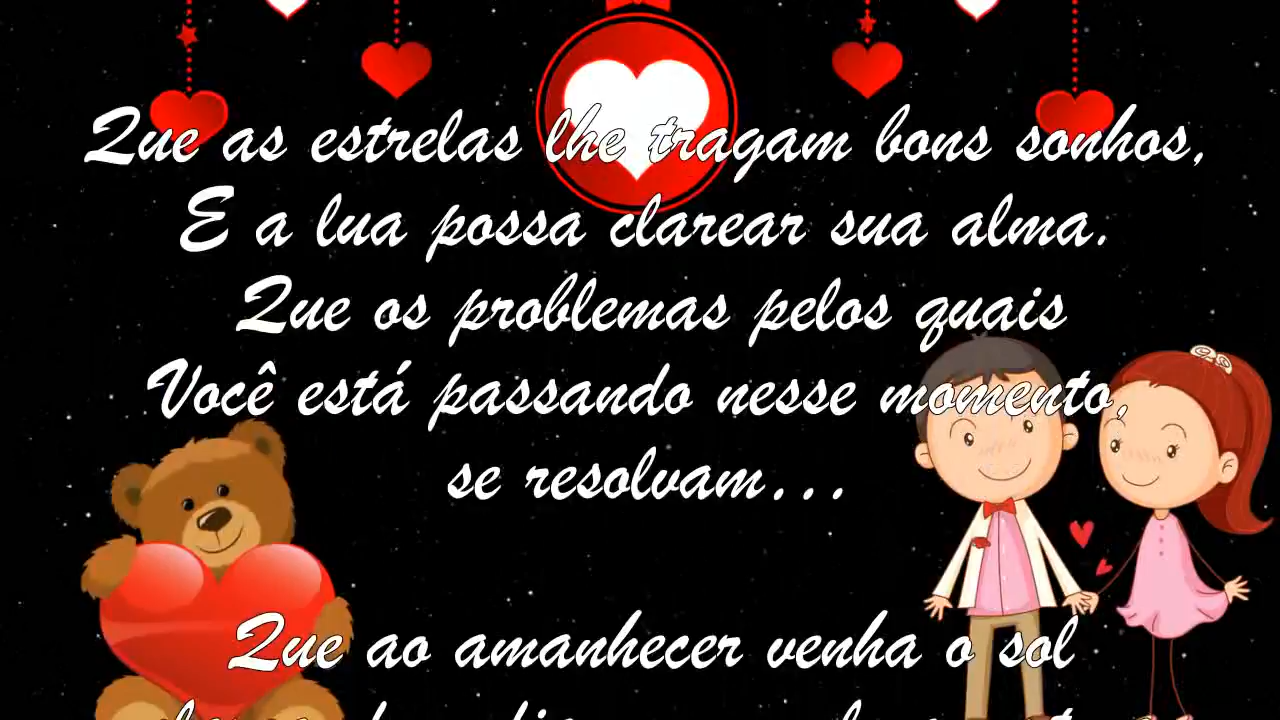 Que as estrelas lhe tragam bons sonhos,
E a lua possa clarear sua alma.
Que os problemas pelos quais
Você está passando nesse momento,
se resolvam...
Que ao amanhecer venha o sol